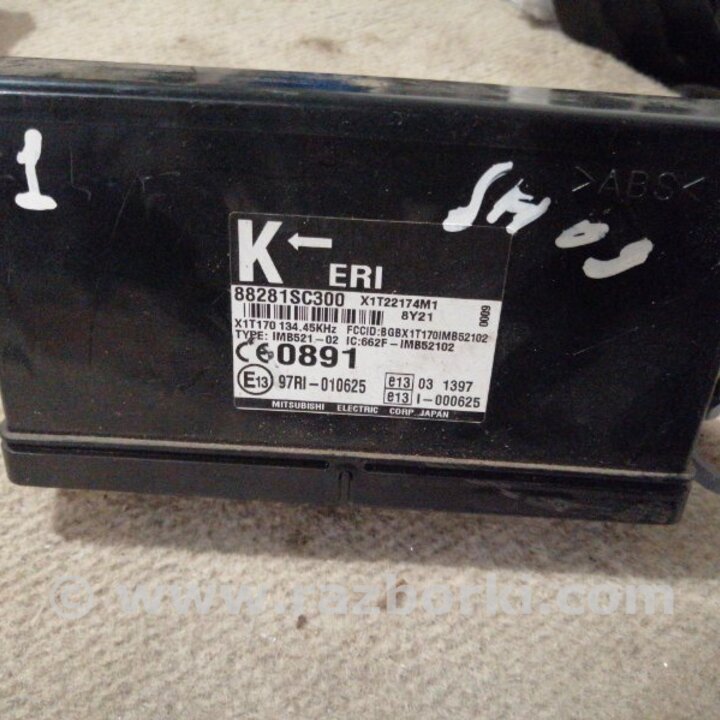 1
SH 09
>ABS<
K← ERI
88281SC300 X1T22174M1
8Y21 0009
X1T170 134.45KHz FCCID:BGBX1T170IMB52102
TYPE: IMB521-02 IC:662F-IMB52102
CE0891
E13 97RI-010625 e13 03 1397
e13 I-000625
MITSUBISHI ELECTRIC CORP. JAPAN
© www.razborki.com